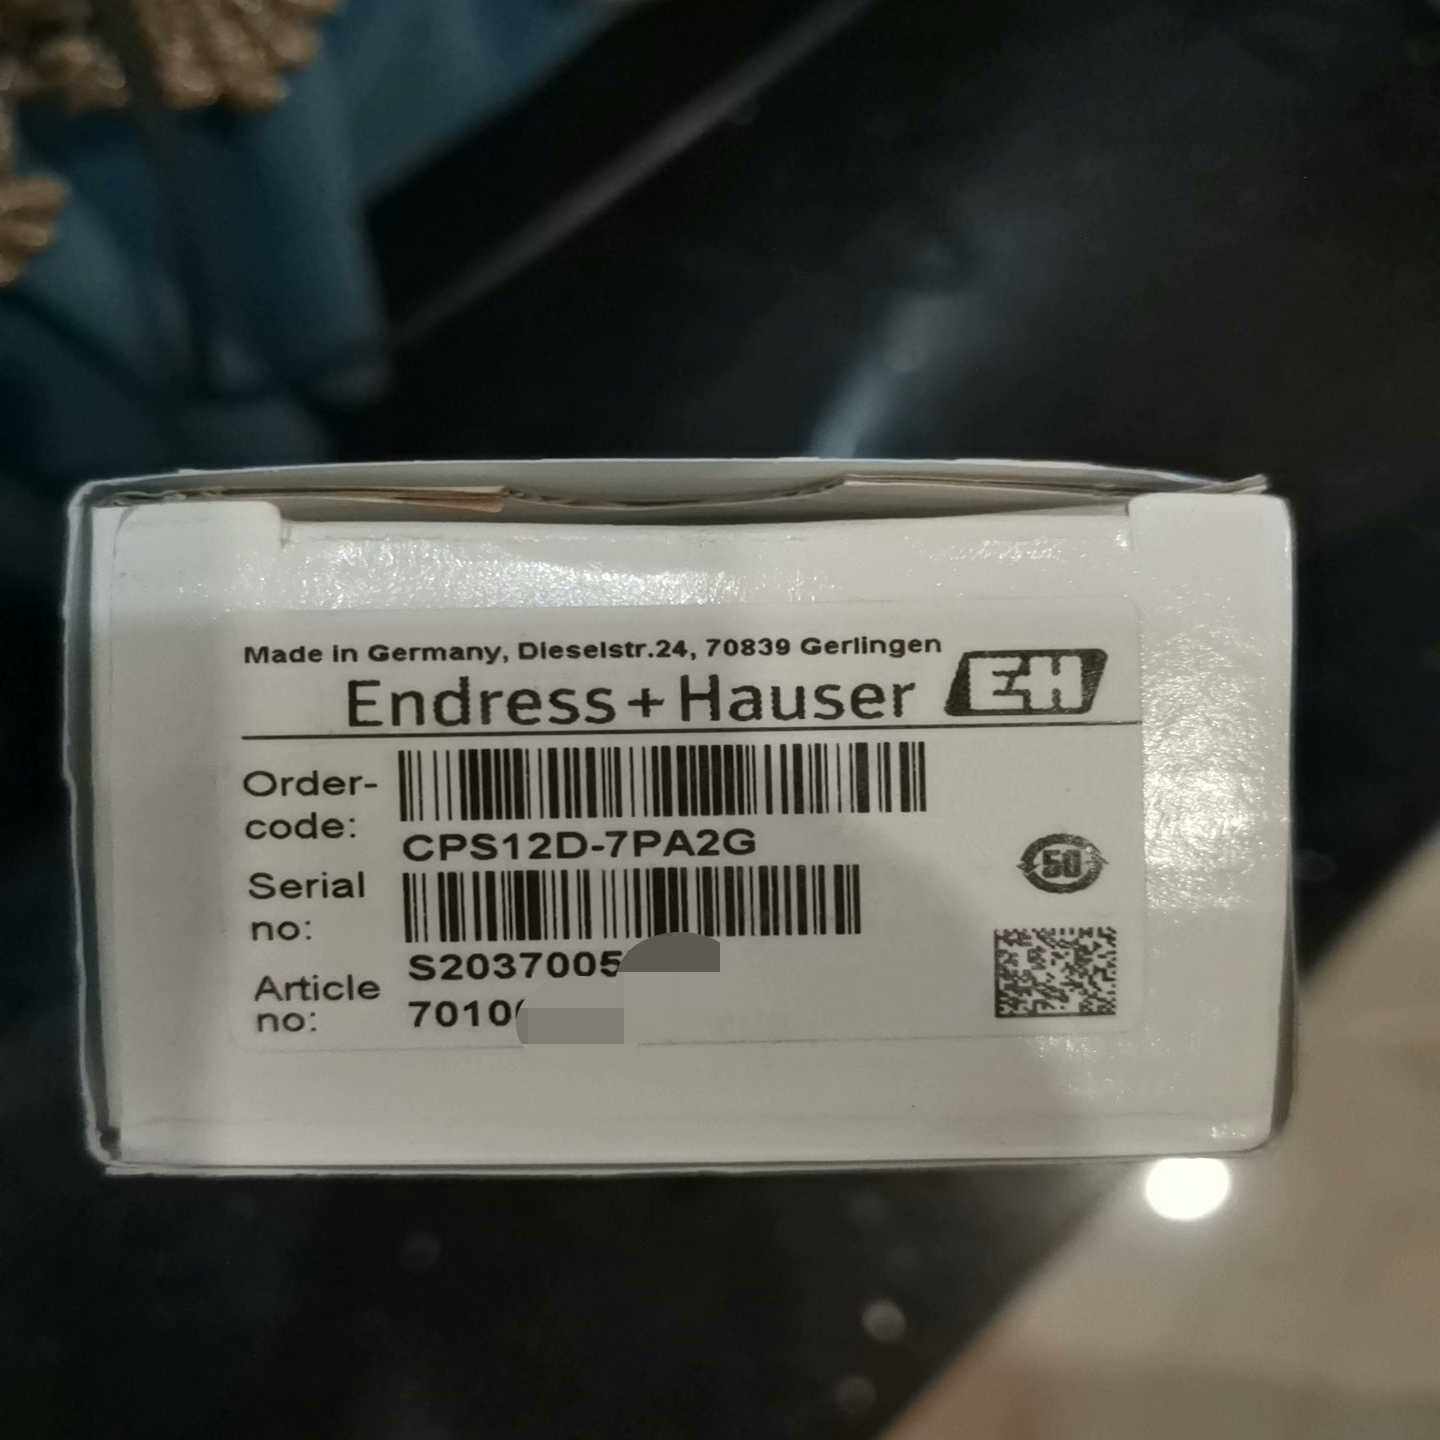 Made in Germany, Dieselstr.24, 70839 Gerlingen
Endress+Hauser EH
Order-
code:
CPS12D-7PA2G
Serial
no:
S2037005
Article
no:
7010
50